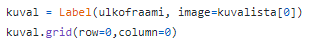 kuval = Label(ulkofraami, image=kuvalista[0])
kuval.grid(row=0,column=0)